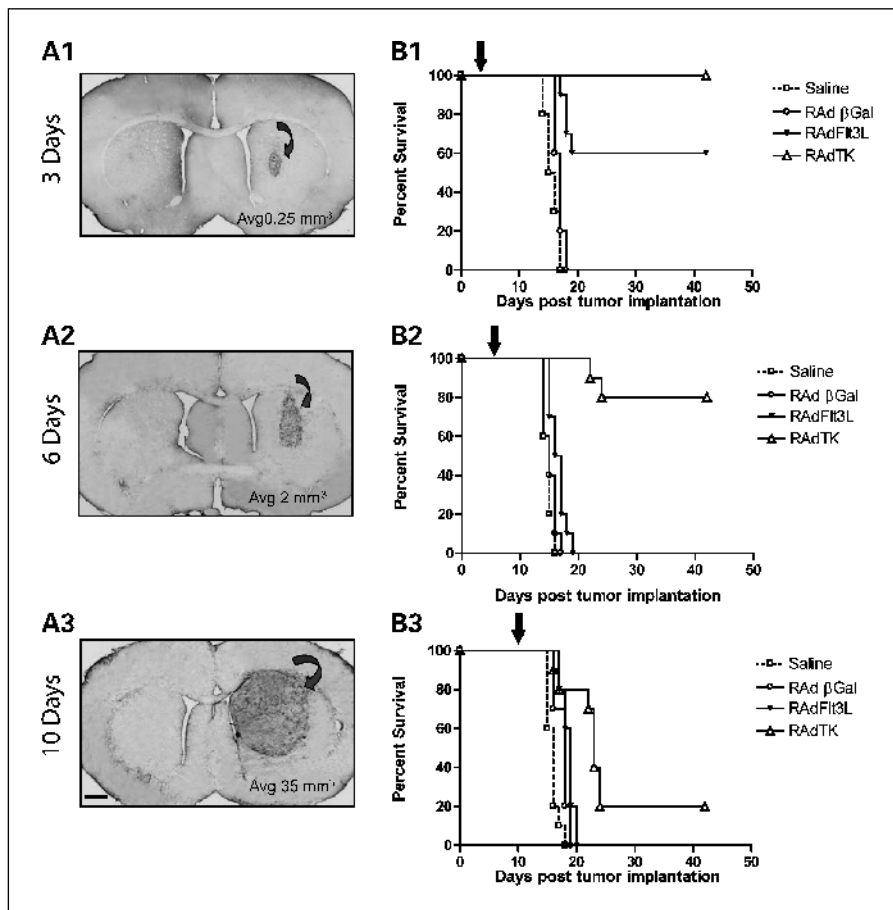 A1
3 Days
Avg0.25 mm³
B1
Percent Survival
100
80
60
40
20
0
0 10 20 30 40 50
Days post tumor implantation
Saline
RAd βGal
RAdFlt3L
RAdTK
A2
6 Days
Avg 2 mm³
B2
Percent Survival
100
80
60
40
20
0
0 10 20 30 40 50
Days post tumor implantation
Saline
RAd βGal
RAdFlt3L
RAdTK
A3
10 Days
Avg 35 mm³
B3
Percent Survival
100
80
60
40
20
0
0 10 20 30 40 50
Days post tumor implantation
Saline
RAd βGal
RAdFlt3L
RAdTK